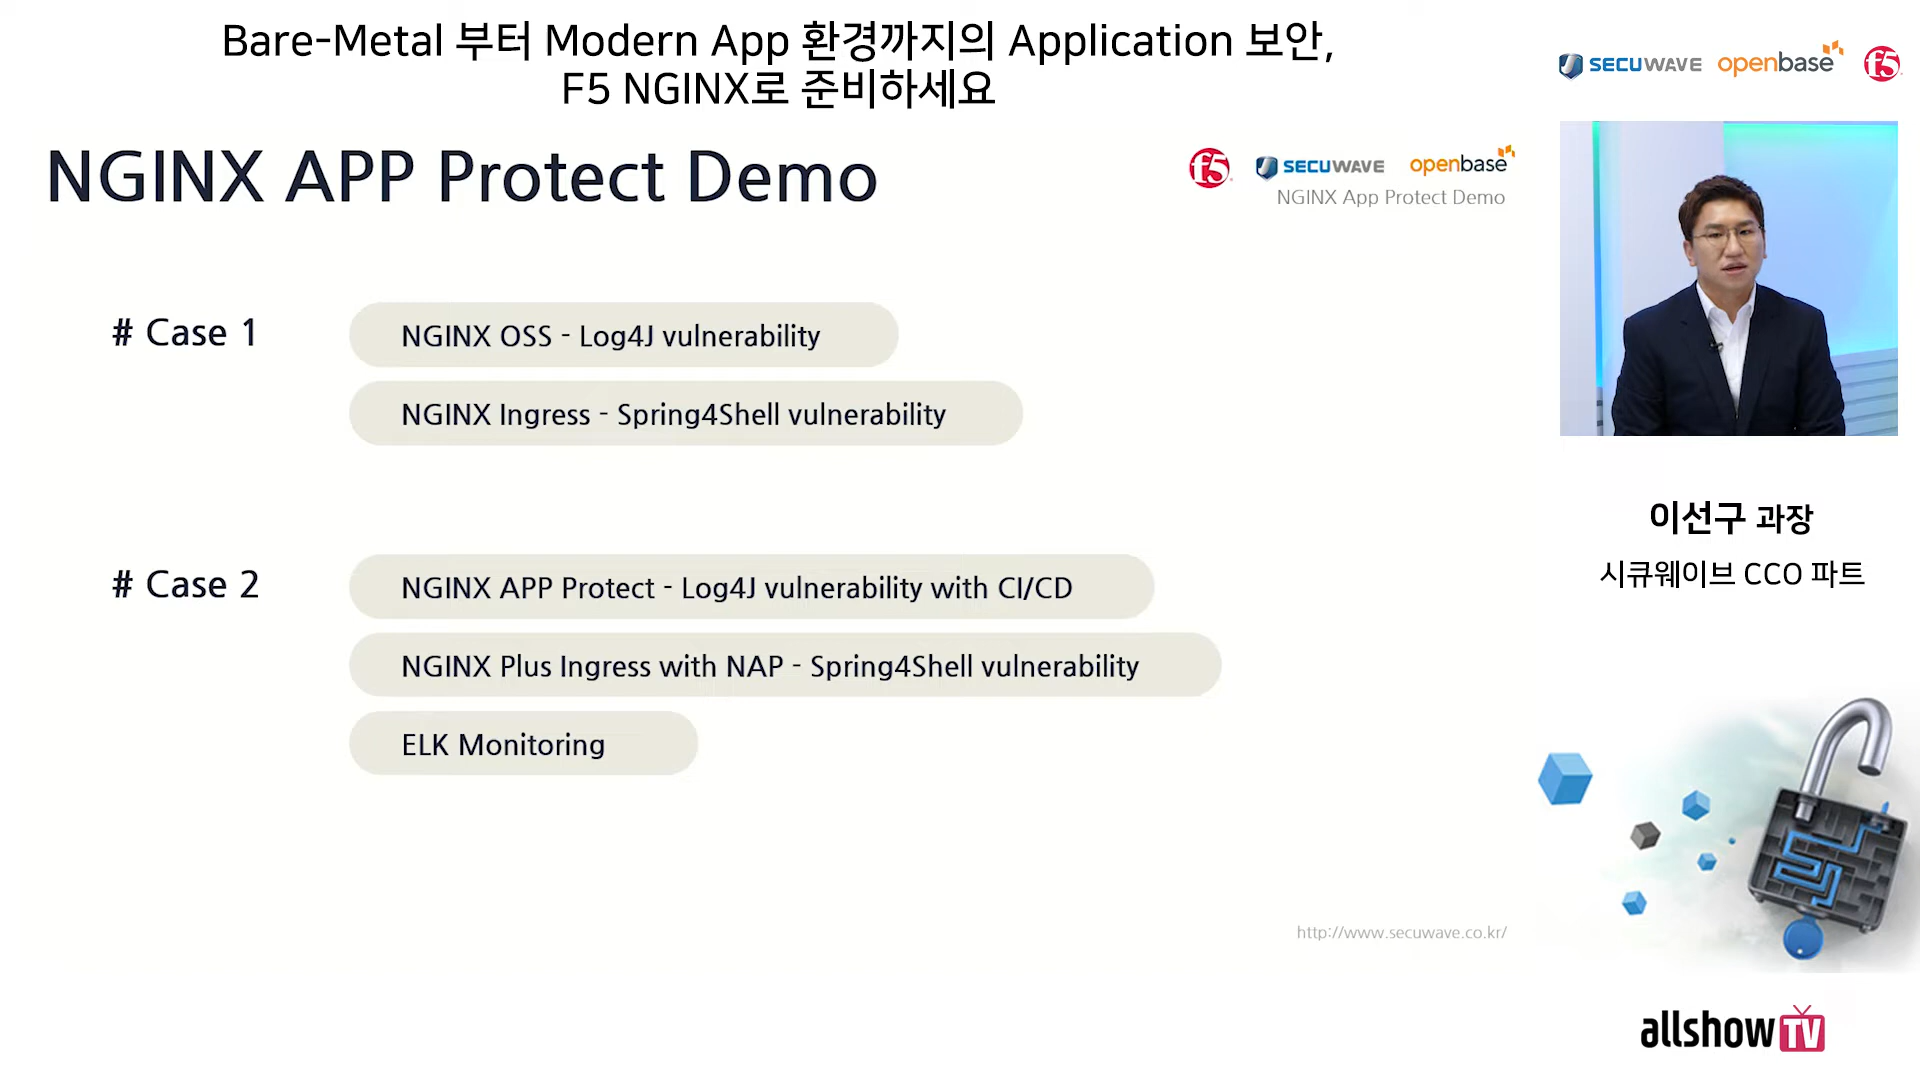 Bare-Metal 부터 Modern App 환경까지의 Application 보안,
F5 NGINX로 준비하세요
SECUWAVE openbase f5
NGINX APP Protect Demo
f5 SECUWAVE openbase
NGINX App Protect Demo
# Case 1
NGINX OSS - Log4J vulnerability
NGINX Ingress - Spring4Shell vulnerability
# Case 2
NGINX APP Protect - Log4J vulnerability with CI/CD
NGINX Plus Ingress with NAP - Spring4Shell vulnerability
ELK Monitoring
http://www.secuwave.co.kr/
이선구 과장
시큐웨이브 CCO 파트
allshowTV